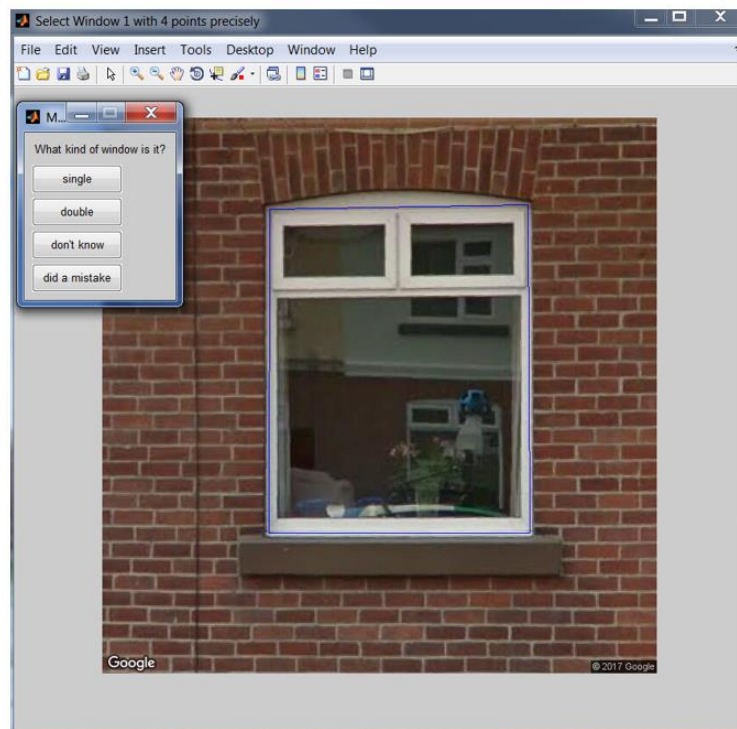 Select Window 1 with 4 points precisely
File Edit View Insert Tools Desktop Window Help
M...
What kind of window is it?
single
double
don't know
did a mistake
Google
© 2017 Google